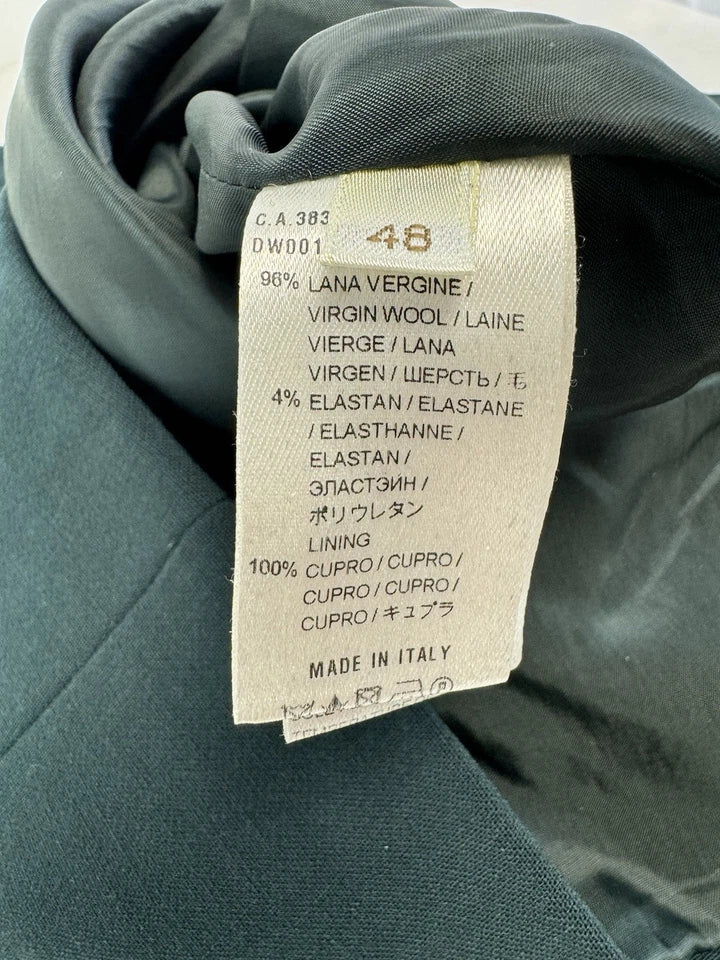 C.A.383
DW001
48
96% LANA VERGINE /
VIRGIN WOOL / LAINE
VIERGE / LANA
VIRGEN / ШЕРСТЬ / 毛
4% ELASTAN / ELASTANE
/ ELASTHANNE /
ELASTAN /
ЭЛАСТЭИН /
ポリウレタン
LINING
100% CUPRO / CUPRO /
CUPRO / CUPRO /
CUPRO / キュプラ
MADE IN ITALY